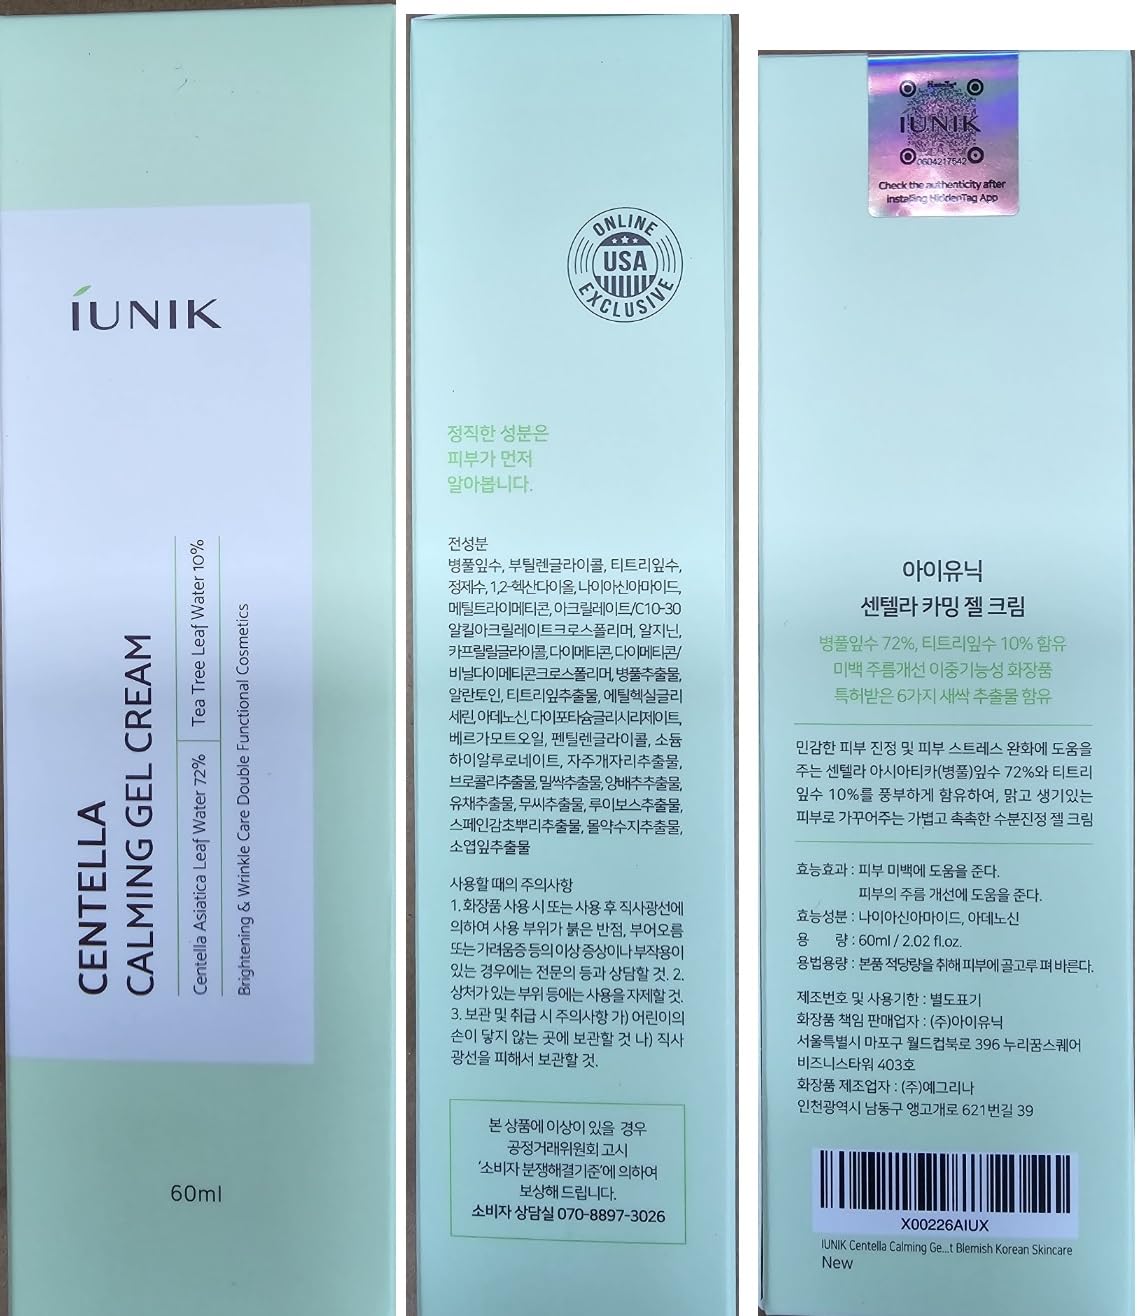 IUNIK
CENTELLA
CALMING GEL CREAM
Centella Asiatica Leaf Water 72% | Tea Tree Leaf Water 10%
Brightening & Wrinkle Care Double Functional Cosmetics
60ml
ONLINE
USA
EXCLUSIVE
정직한 성분은
피부가 먼저
알아봅니다.
전성분
병풀잎수, 부틸렌글라이콜, 티트리잎수,
정제수, 1,2-헥산다이올, 나이아신아마이드,
메틸트라이메티콘, 아크릴레이트/C10-30
알킬아크릴레이트크로스폴리머, 알지닌,
카프릴릴글라이콜, 다이메티콘, 다이메티콘/
비닐다이메티콘크로스폴리머, 병풀추출물,
알란토인, 티트리잎추출물, 에틸헥실글리
세린, 아데노신, 다이포타슘글리시리제이트,
베르가모트오일, 펜틸렌글라이콜, 소듐
하이알루로네이트, 자주개자리추출물,
브로콜리추출물, 밀싹추출물, 양배추추출물,
유채추출물, 무씨추출물, 루이보스추출물,
스페인감초뿌리추출물, 몰약수지추출물,
소엽잎추출물
사용할 때의 주의사항
1. 화장품 사용 시 또는 사용 후 직사광선에
의하여 사용 부위가 붉은 반점, 부어오름
또는 가려움증 등의 이상 증상이나 부작용이
있는 경우에는 전문의 등과 상담할 것. 2.
상처가 있는 부위 등에는 사용을 자제할 것.
3. 보관 및 취급 시 주의사항 가) 어린이의
손이 닿지 않는 곳에 보관할 것 나) 직사
광선을 피해서 보관할 것.
본 상품에 이상이 있을 경우
공정거래위원회 고시
'소비자 분쟁해결기준'에 의하여
보상해 드립니다.
소비자 상담실 070-8897-3026
HiddenTag
IUNIK
0604217542
Check the authenticity after
installing HiddenTag App
아이유닉
센텔라 카밍 젤 크림
병풀잎수 72%, 티트리잎수 10% 함유
미백 주름개선 이중기능성 화장품
특허받은 6가지 새싹 추출물 함유
민감한 피부 진정 및 피부 스트레스 완화에 도움을
주는 센텔라 아시아티카(병풀)잎수 72%와 티트리
잎수 10%를 풍부하게 함유하여, 맑고 생기있는
피부로 가꾸어주는 가볍고 촉촉한 수분진정 젤 크림
효능효과 : 피부 미백에 도움을 준다.
피부의 주름 개선에 도움을 준다.
효능성분 : 나이아신아마이드, 아데노신
용 량 : 60ml / 2.02 fl.oz.
용법용량 : 본품 적당량을 취해 피부에 골고루 펴 바른다.
제조번호 및 사용기한 : 별도표기
화장품 책임 판매업자 : (주)아이유닉
서울특별시 마포구 월드컵북로 396 누리꿈스퀘어
비즈니스타워 403호
화장품 제조업자 : (주)예그리나
인천광역시 남동구 앵고개로 621번길 39
X00226AIUX
IUNIK Centella Calming Ge...t Blemish Korean Skincare
New